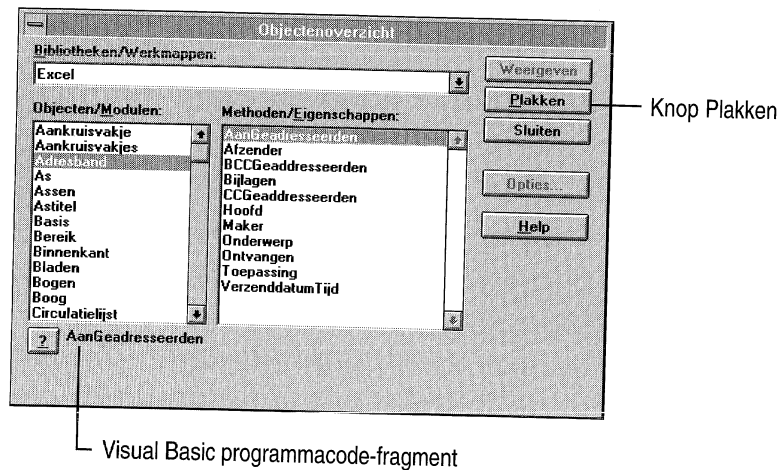 Objectenoverzicht
Bibliotheken/Werkmappen:
Excel
Weergeven
Plakken
Sluiten
Opties...
Help
Knop Plakken
Objecten/Modulen:
Aankruisvakje
Aankruisvakjes
Adresband
As
Assen
Astitel
Basis
Bereik
Binnenkant
Bladen
Bogen
Boog
Circulatielijst
Methoden/Eigenschappen:
AanGeadresseerden
Afzender
BCCGeaddresseerden
Bijlagen
CCGeaddresseerden
Hoofd
Maker
Onderwerp
Ontvangen
Toepassing
VerzenddatumTijd
? AanGeadresseerden
Visual Basic programmacode-fragment